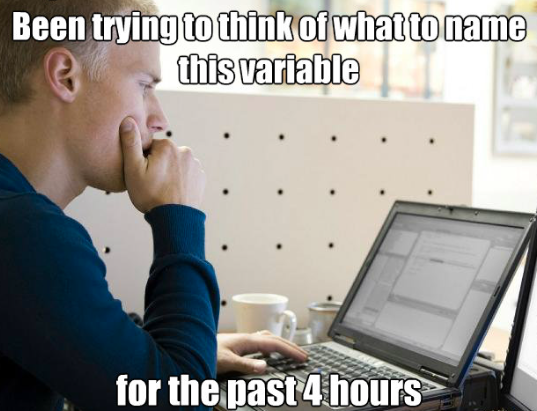 Been trying to think of what to name
this variable
for the past 4 hours